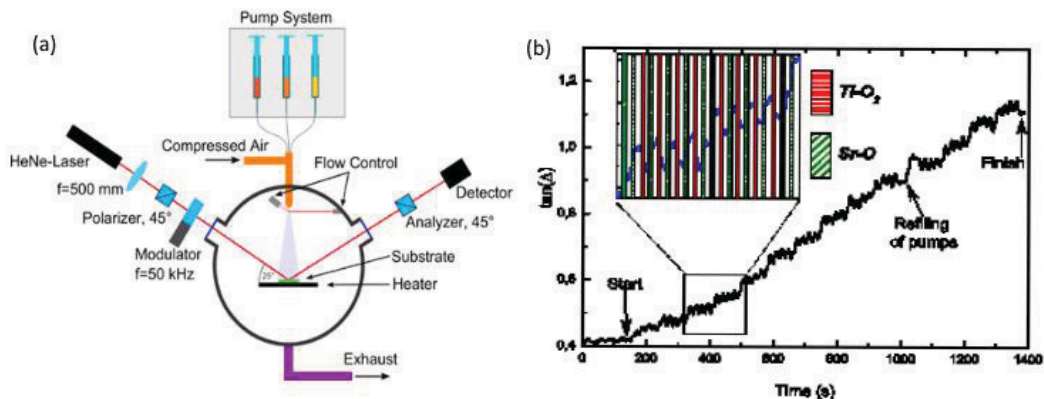 (a)
Pump System
Compressed Air
Flow Control
HeNe-Laser
f=500 mm
Polarizer, 45°
Modulator
f=50 kHz
Detector
Analyzer, 45°
25°
Substrate
Heater
Exhaust
(b)
tan(Δ)
1,2
1,0
0,8
0,6
0,4
Ti-O₂
Sr-O
Start
Refilling
of pumps
Finish
0 200 400 600 800 1000 1200 1400
Time (s)